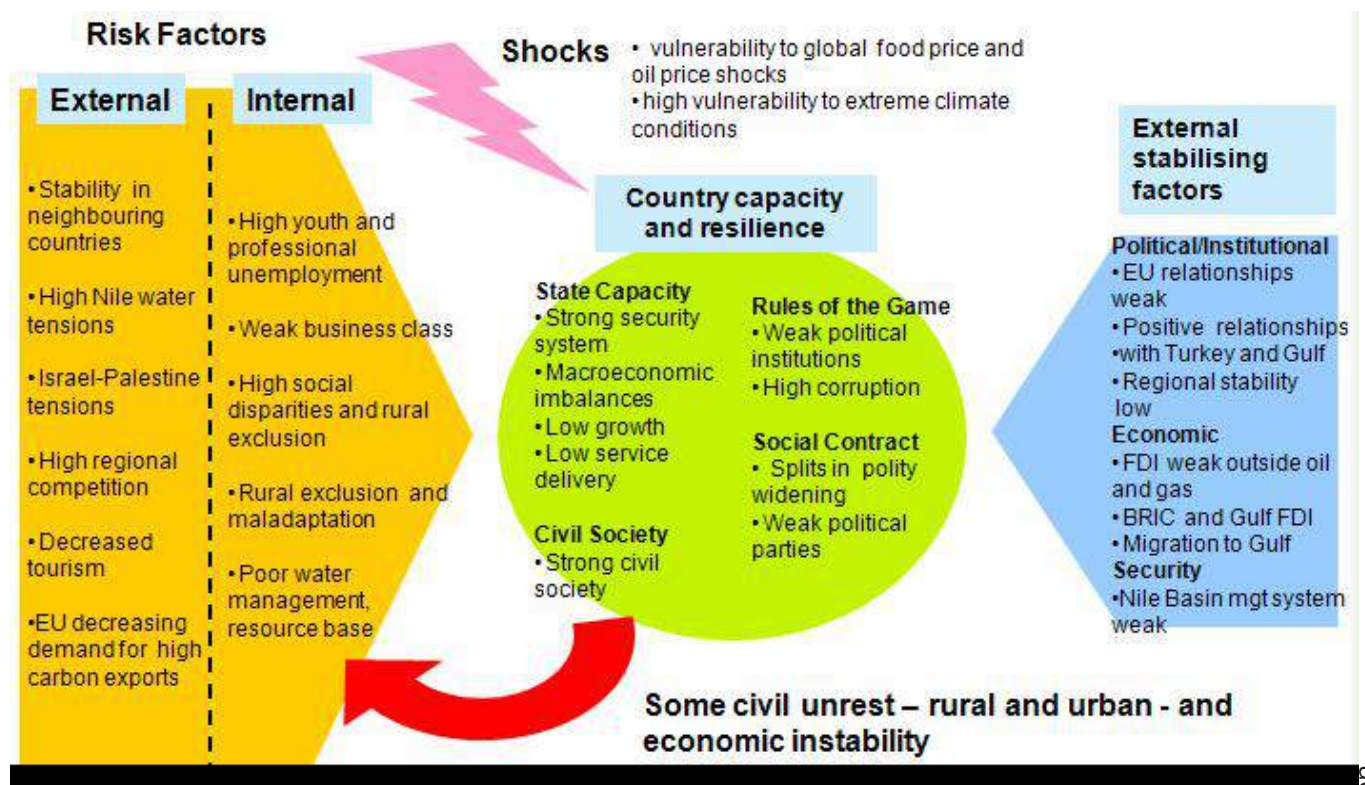 Risk Factors
External
•Stability in
neighbouring
countries
•High Nile water
tensions
•Israel-Palestine
tensions
•High regional
competition
•Decreased
tourism
•EU decreasing
demand for high
carbon exports
Internal
•High youth and
professional
unemployment
•Weak business class
•High social
disparities and rural
exclusion
•Rural exclusion and
maladaptation
•Poor water
management,
resource base
Shocks
• vulnerability to global food price and
oil price shocks
•high vulnerability to extreme climate
conditions
Country capacity
and resilience
State Capacity
•Strong security
system
•Macroeconomic
imbalances
•Low growth
•Low service
delivery
Civil Society
•Strong civil
society
Rules of the Game
•Weak political
institutions
•High corruption
Social Contract
• Splits in polity
widening
•Weak political
parties
External
stabilising
factors
Political/Institutional
•EU relationships
weak
•Positive relationships
•with Turkey and Gulf
•Regional stability
low
Economic
•FDI weak outside oil
and gas
•BRIC and Gulf FDI
•Migration to Gulf
Security
•Nile Basin mgt system
weak
Some civil unrest – rural and urban - and
economic instability